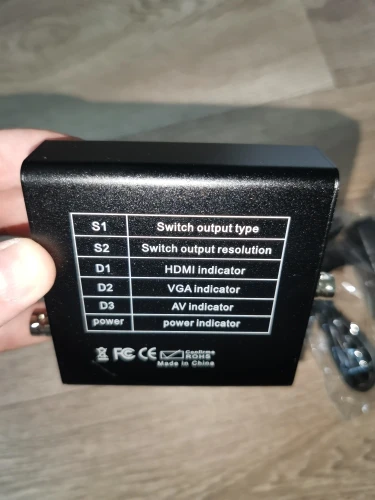 S1 Switch output type
S2 Switch output resolution
D1 HDMI indicator
D2 VGA indicator
D3 AV indicator
power power indicator
FC CE Confirms
ROHS
Made in China